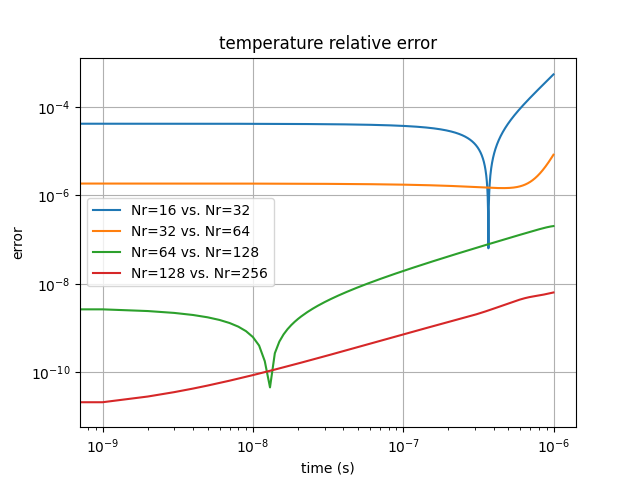 temperature relative error
error
10⁻⁴
10⁻⁶
10⁻⁸
10⁻¹⁰
Nr=16 vs. Nr=32
Nr=32 vs. Nr=64
Nr=64 vs. Nr=128
Nr=128 vs. Nr=256
10⁻⁹ 10⁻⁸ 10⁻⁷ 10⁻⁶
time (s)